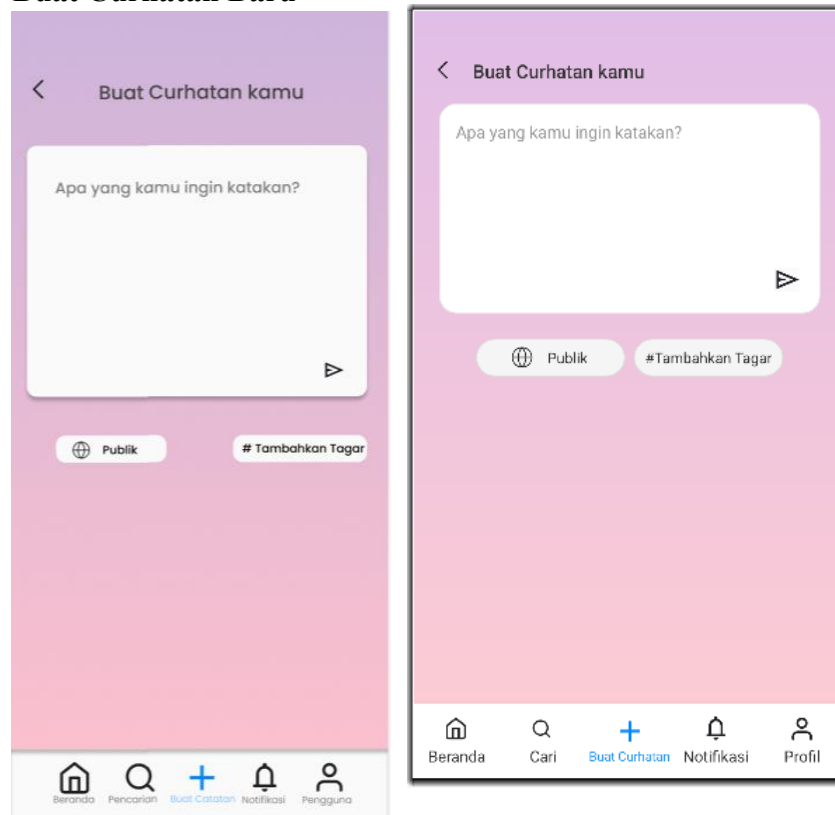 Buat Curhatan Baru
Buat Curhatan kamu
Apa yang kamu ingin katakan?
Publik
# Tambahkan Tagar
Beranda
Pencarian
Buat Catatan
Notifikasi
Pengguna
Buat Curhatan kamu
Apa yang kamu ingin katakan?
Publik
#Tambahkan Tagar
Beranda
Cari
Buat Curhatan
Notifikasi
Profil